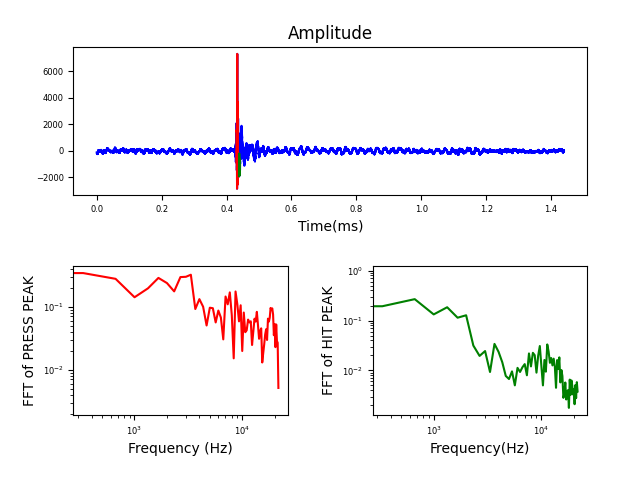 Amplitude
6000
4000
2000
0
−2000
0.0 0.2 0.4 0.6 0.8 1.0 1.2 1.4
Time(ms)
FFT of PRESS PEAK
10⁻¹
10⁻²
10³ 10⁴
Frequency (Hz)
FFT of HIT PEAK
10⁰
10⁻¹
10⁻²
10³ 10⁴
Frequency(Hz)